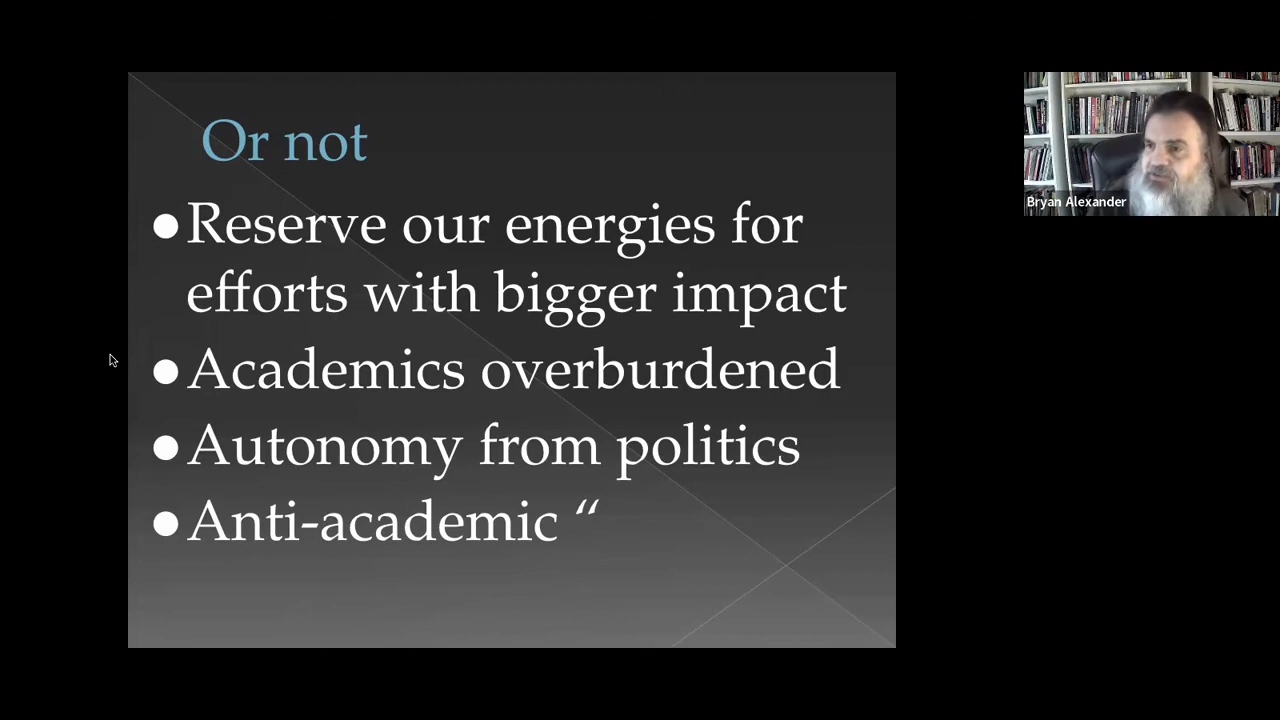 Or not
●Reserve our energies for
efforts with bigger impact
●Academics overburdened
●Autonomy from politics
●Anti-academic “
Bryan Alexander